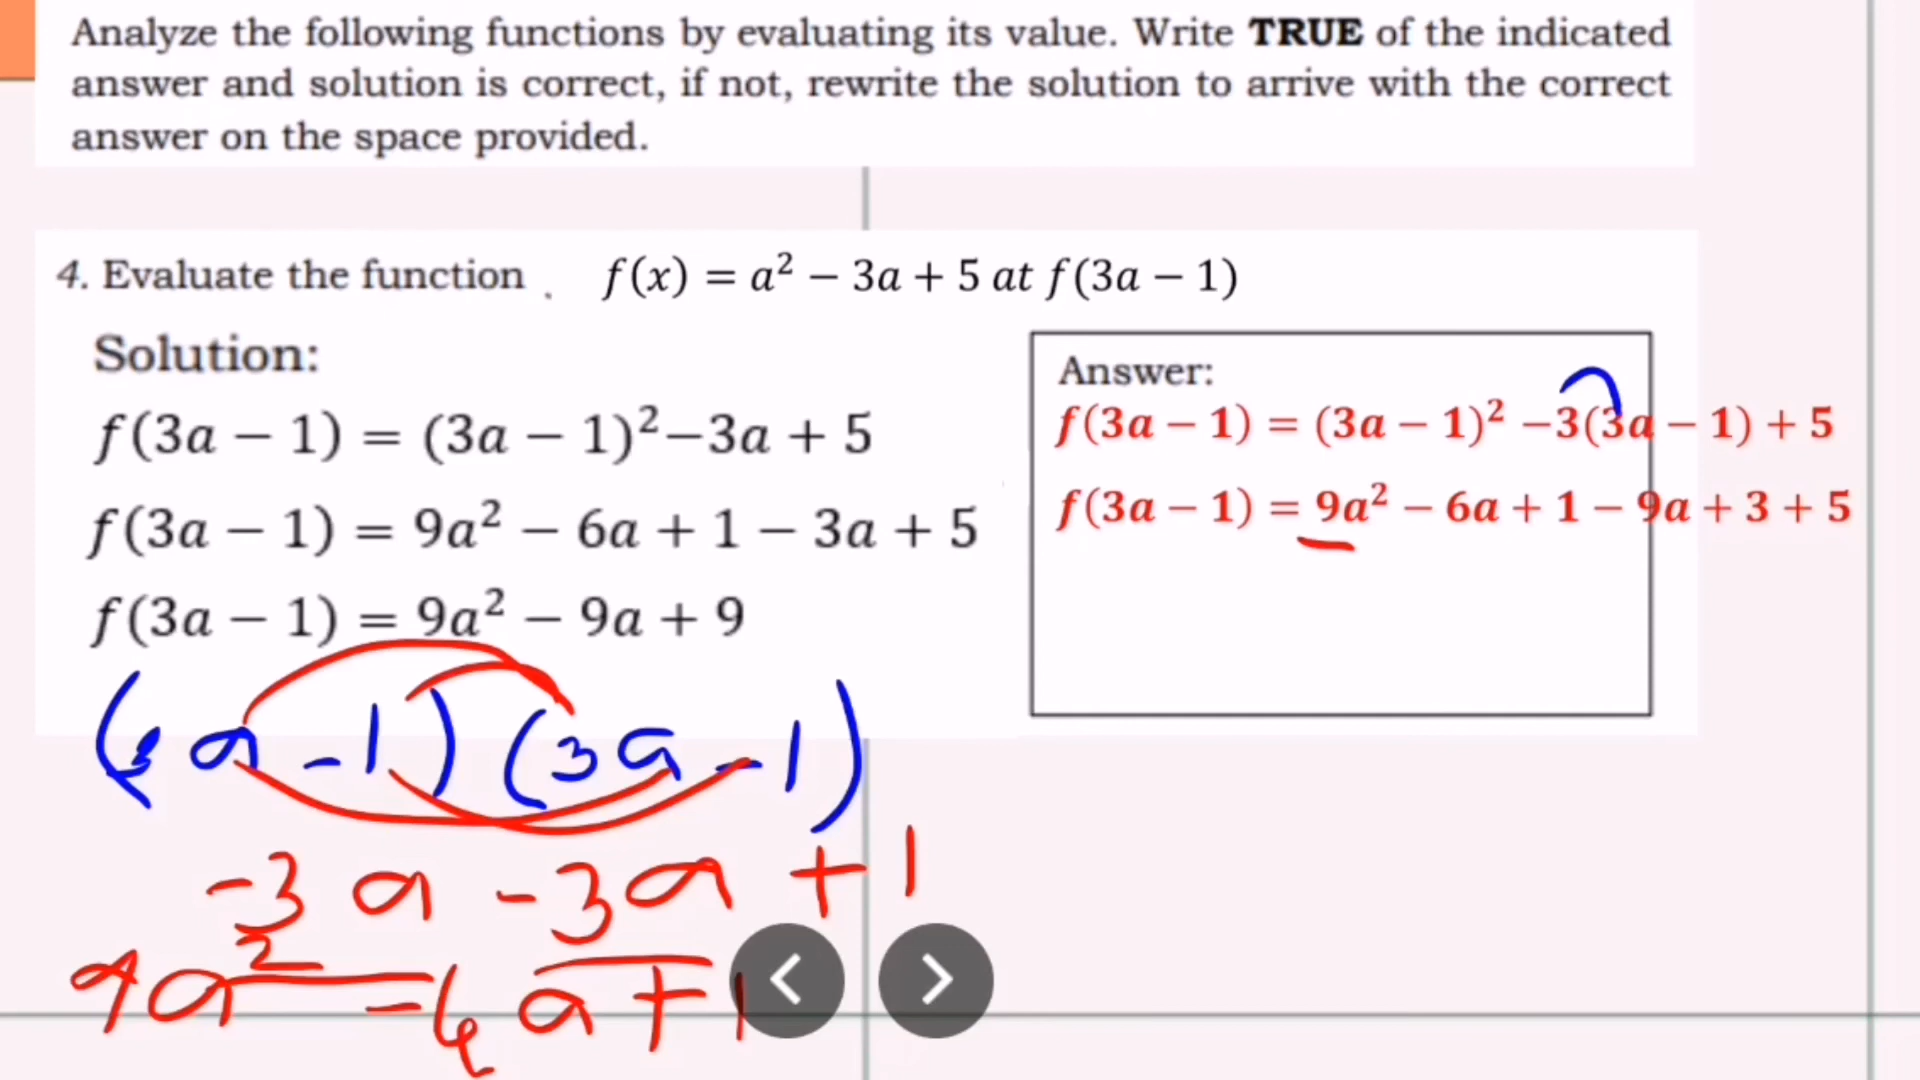 Analyze the following functions by evaluating its value. Write TRUE of the indicated
answer and solution is correct, if not, rewrite the solution to arrive with the correct
answer on the space provided.
4. Evaluate the function . f(x) = a² − 3a + 5 at f(3a − 1)
Solution:
f(3a − 1) = (3a − 1)²−3a + 5
f(3a − 1) = 9a² − 6a + 1 − 3a + 5
f(3a − 1) = 9a² − 9a + 9
Answer:
f(3a − 1) = (3a − 1)² −3(3a − 1) + 5
f(3a − 1) = 9a² − 6a + 1 − 9a + 3 + 5
(3a -1) (3a -1)
-3a -3a +1
9a² -6a +1